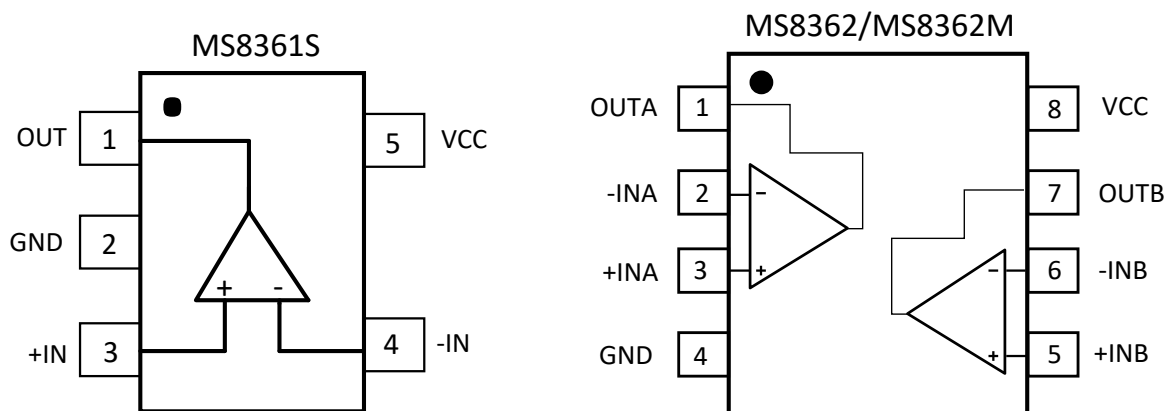 MS8361S
OUT 1 5 VCC
GND 2
+ -
+IN 3 4 -IN
MS8362/MS8362M
OUTA 1 8 VCC
-INA 2 - 7 OUTB
+INA 3 + - 6 -INB
GND 4 + 5 +INB